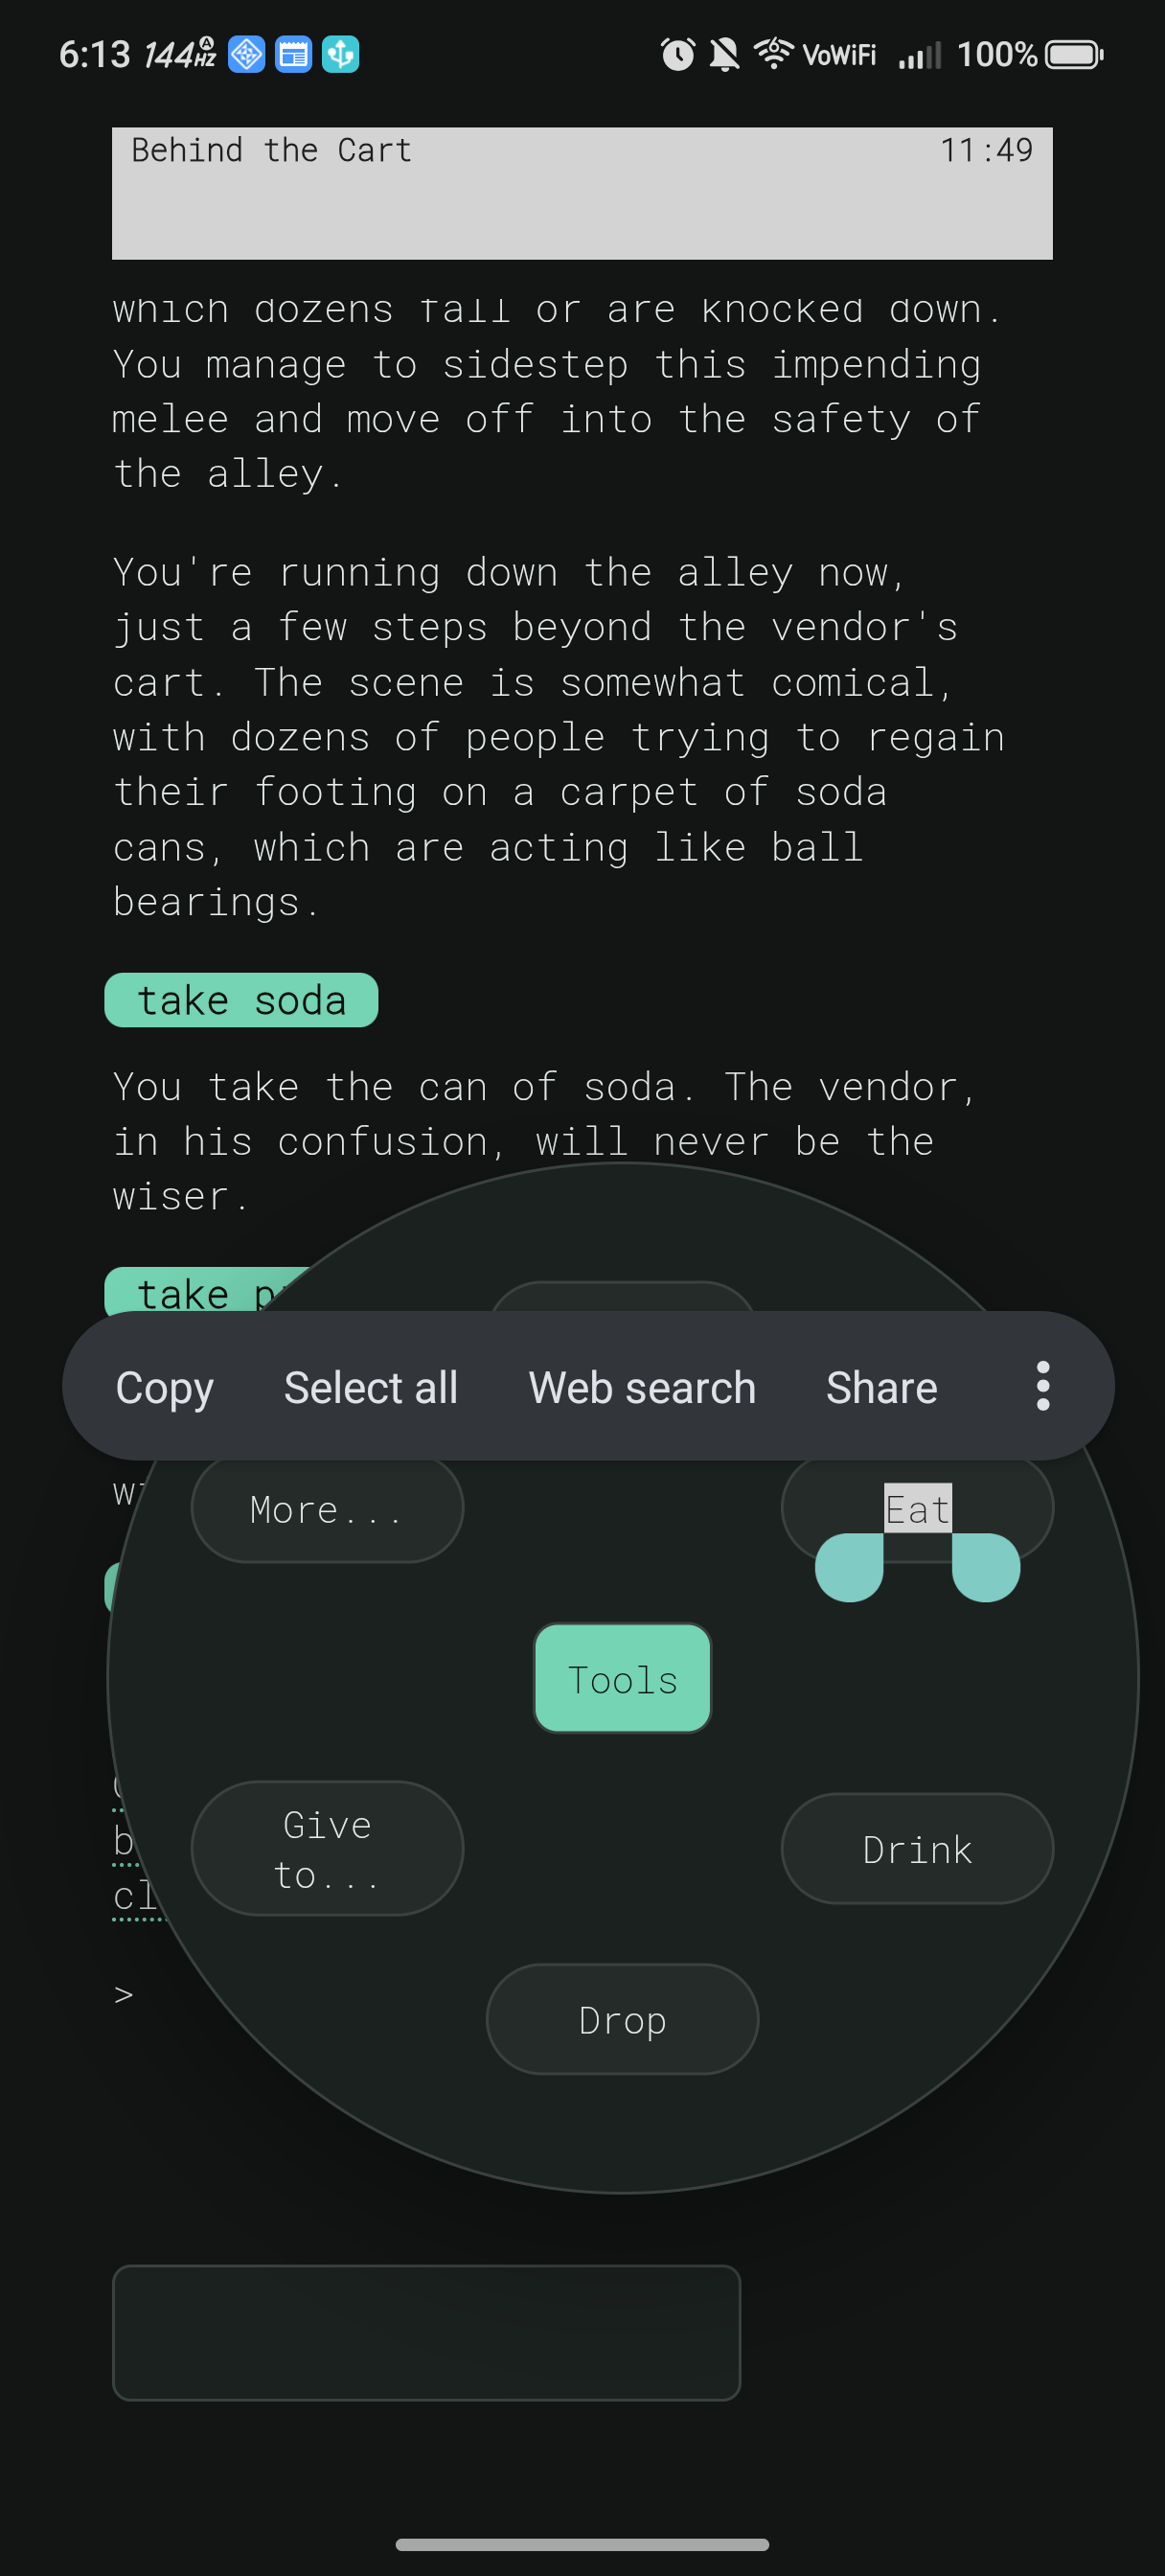 6:13 144HZ VoWiFi 100%
Behind the Cart 11:49
which dozens fall or are knocked down.
You manage to sidestep this impending
melee and move off into the safety of
the alley.
You're running down the alley now,
just a few steps beyond the vendor's
cart. The scene is somewhat comical,
with dozens of people trying to regain
their footing on a carpet of soda
cans, which are acting like ball
bearings.
take soda
You take the can of soda. The vendor,
in his confusion, will never be the
wiser.
take
Copy Select all Web search Share
More... Eat
Tools
Give
to...
Drink
b
cl
>
Drop